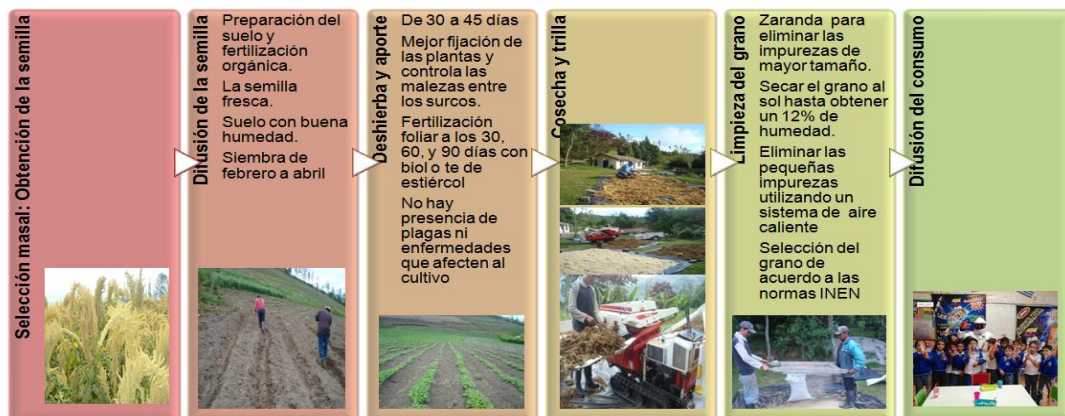 Selección masal: Obtención de la semilla
Difusión de la semilla
Preparación del
suelo y
fertilización
orgánica.
La semilla
fresca.
Suelo con buena
humedad.
Siembra de
febrero a abril
Deshierba y aporte
De 30 a 45 días
Mejor fijación de
las plantas y
controla las
malezas entre
los surcos.
Fertilización
foliar a los 30,
60, y 90 días con
biol o te de
estiércol
No hay
presencia de
plagas ni
enfermedades
que afecten al
cultivo
Cosecha y trilla
Limpieza del grano
Zaranda para
eliminar las
impurezas de
mayor tamaño.
Secar el grano al
sol hasta obtener
un 12% de
humedad.
Eliminar las
pequeñas
impurezas
utilizando un
sistema de aire
caliente
Selección del
grano de
acuerdo a las
normas INEN
Difusión del consumo